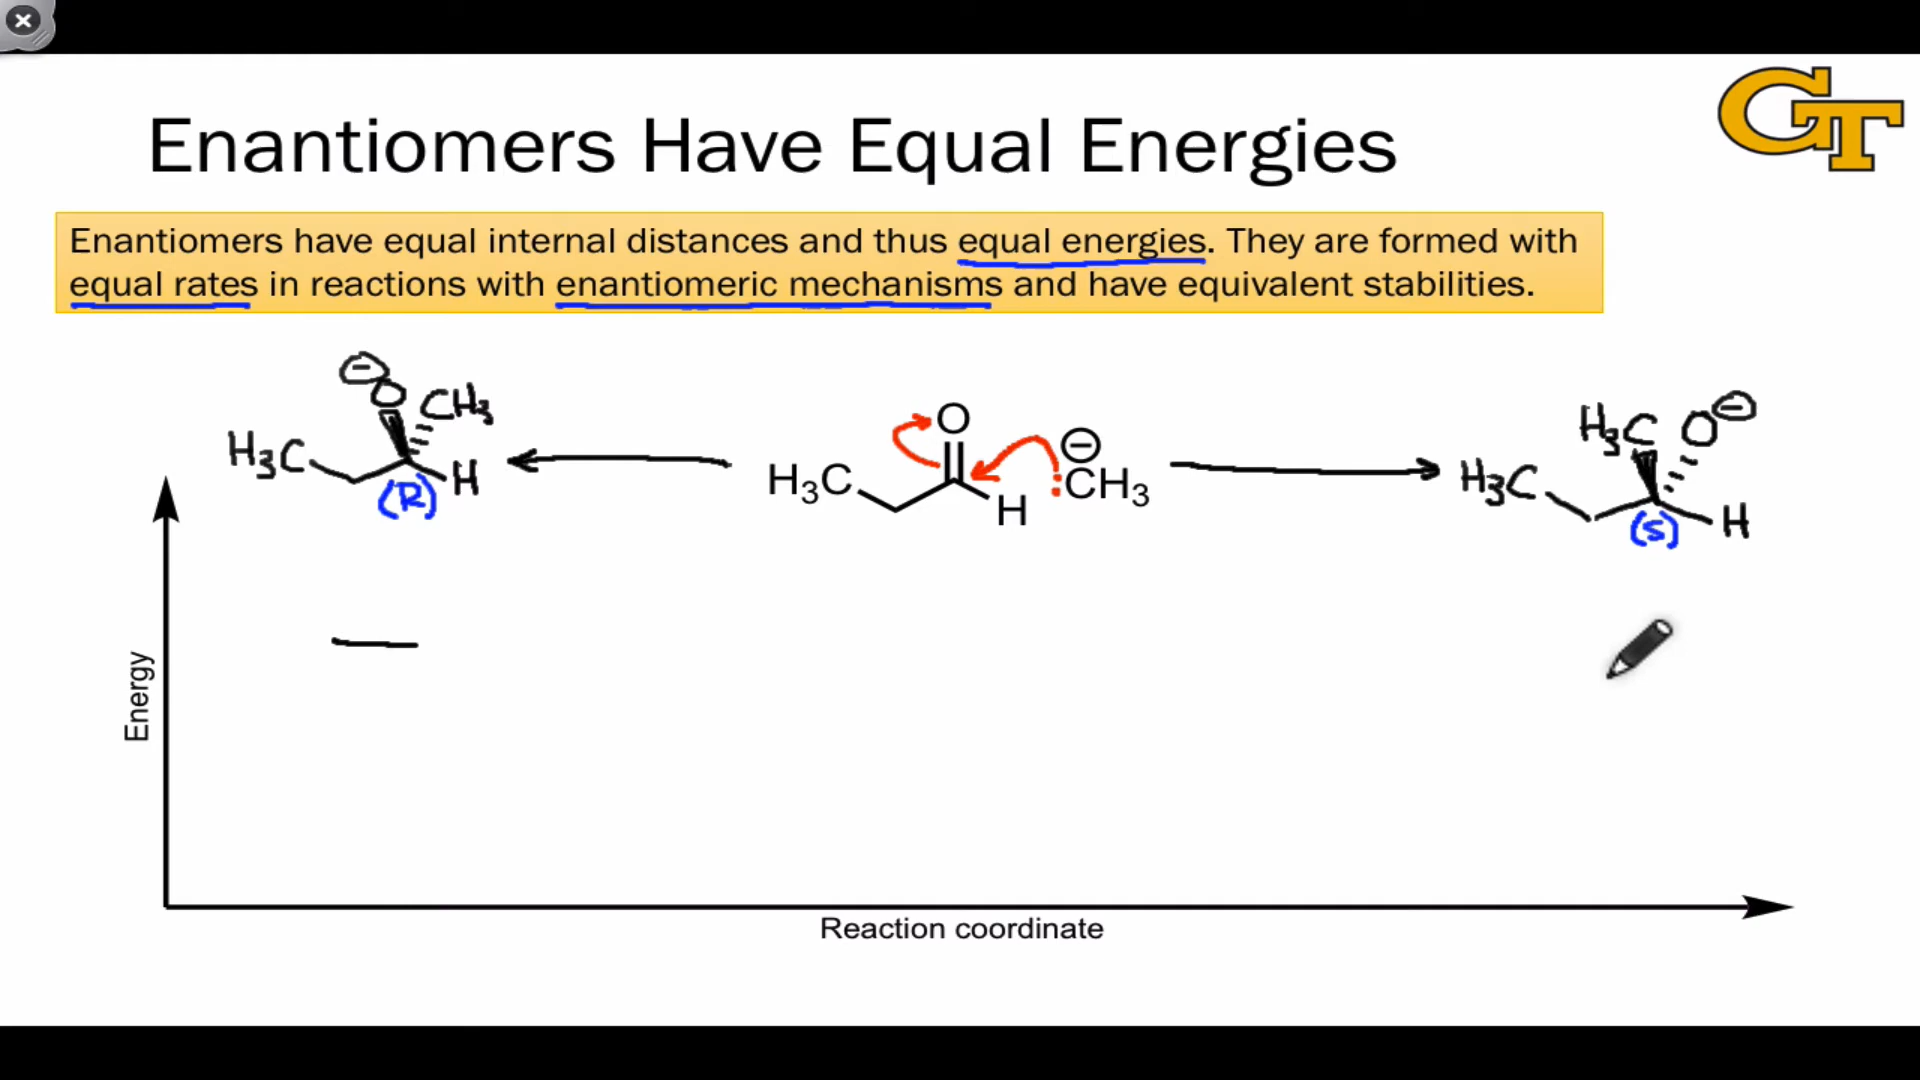 GT
Enantiomers Have Equal Energies
Enantiomers have equal internal distances and thus equal energies. They are formed with
equal rates in reactions with enantiomeric mechanisms and have equivalent stabilities.
⊖
O CH3
H3C H
(R)
O
⊖
H3C :CH3
H
H3C O⊖
H3C H
(S)
Energy
Reaction coordinate